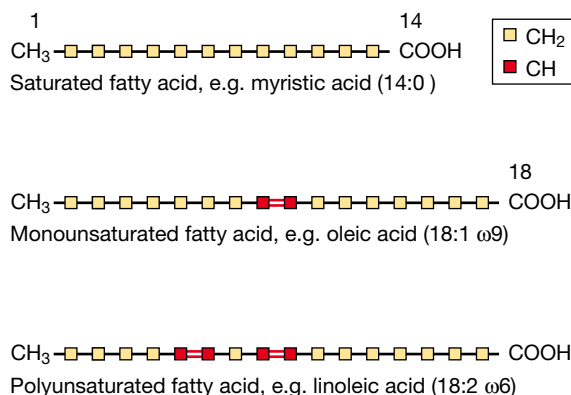 1 14
CH₃ COOH
Saturated fatty acid, e.g. myristic acid (14:0 )
CH₂
CH
18
CH₃ COOH
Monounsaturated fatty acid, e.g. oleic acid (18:1 ω9)
CH₃ COOH
Polyunsaturated fatty acid, e.g. linoleic acid (18:2 ω6)